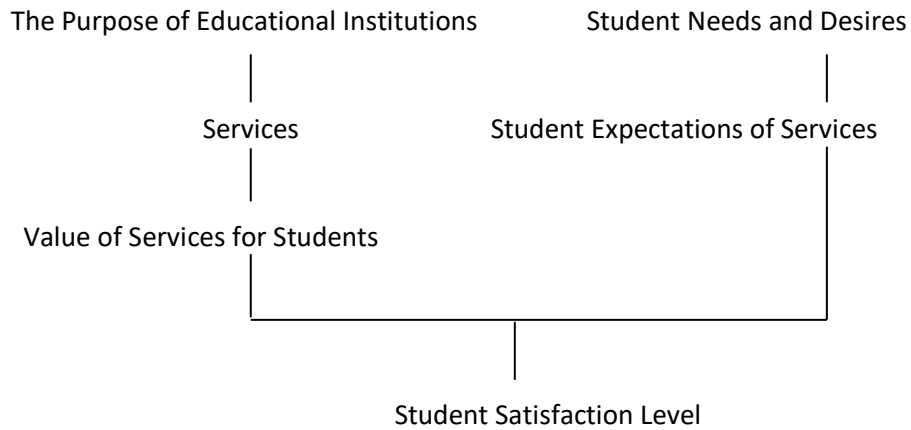 The Purpose of Educational Institutions
Student Needs and Desires
Services
Student Expectations of Services
Value of Services for Students
Student Satisfaction Level